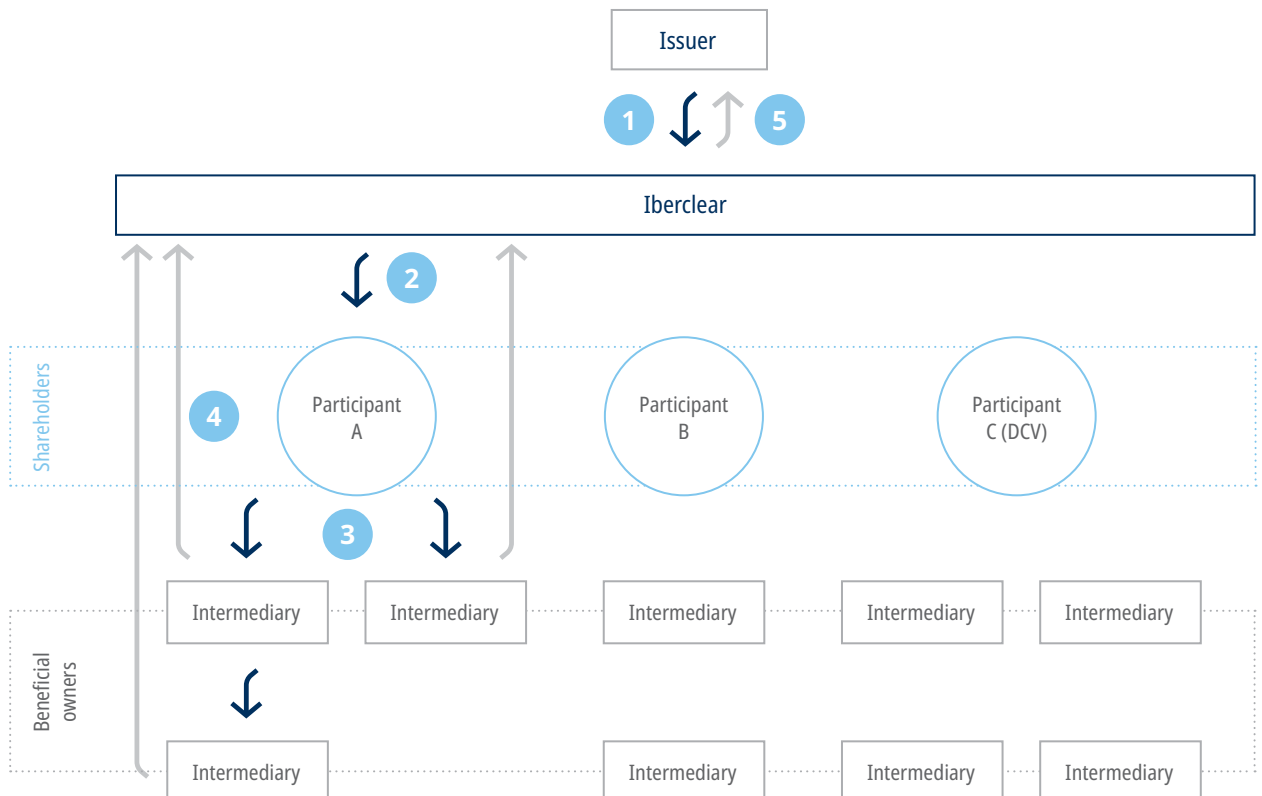 Issuer
1
5
Iberclear
2
Shareholders
4
Participant
A
Participant
B
Participant
C (DCV)
3
Intermediary
Intermediary
Intermediary
Intermediary
Intermediary
Beneficial
owners
Intermediary
Intermediary
Intermediary
Intermediary